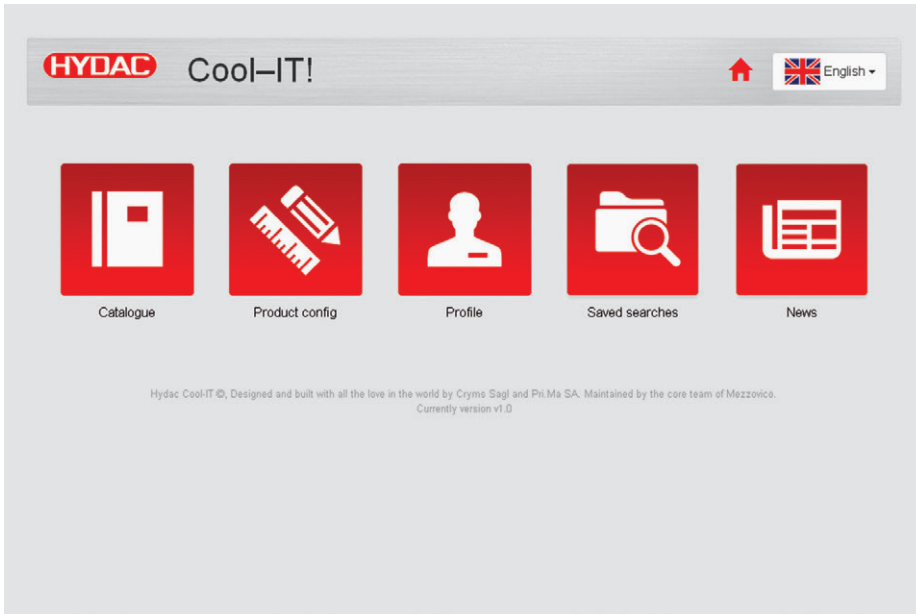 HYDAC Cool–IT! English
Catalogue Product config Profile Saved searches News
Hydac Cool-IT ©, Designed and built with all the love in the world by Cryms Sagl and Pri.Ma SA. Maintained by the core team of Mezzovico.
Currently version v1.0